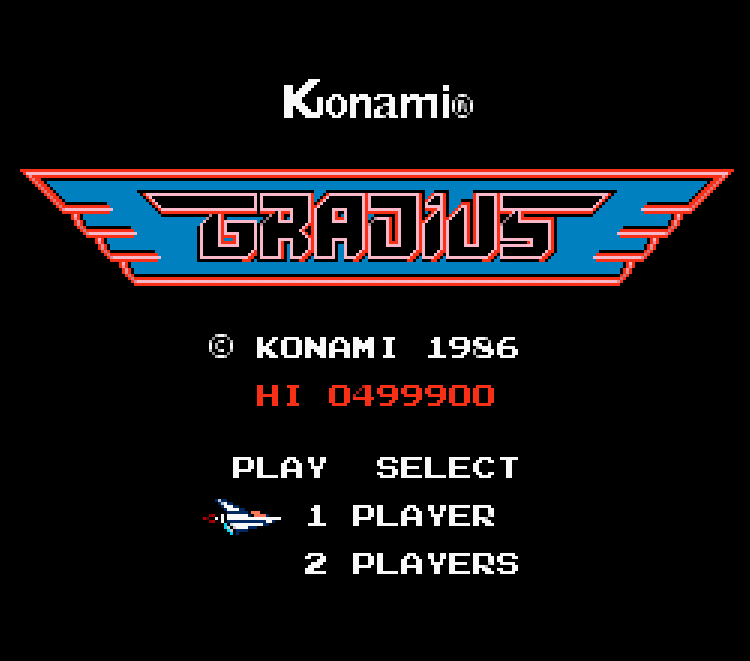 Konami®
GRADIUS
© KONAMI 1986
HI 0499900
PLAY SELECT
1 PLAYER
2 PLAYERS